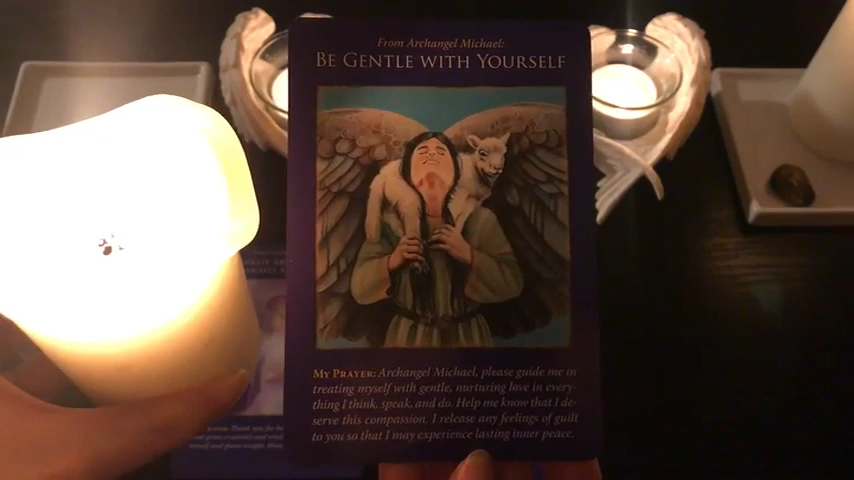 From Archangel Michael:
BE GENTLE WITH YOURSELF
MY PRAYER: Archangel Michael, please guide me in
treating myself with gentle, nurturing love in every-
thing I think, speak, and do. Help me know that I de-
serve this compassion. I release any feelings of guilt
to you so that I may experience lasting inner peace.